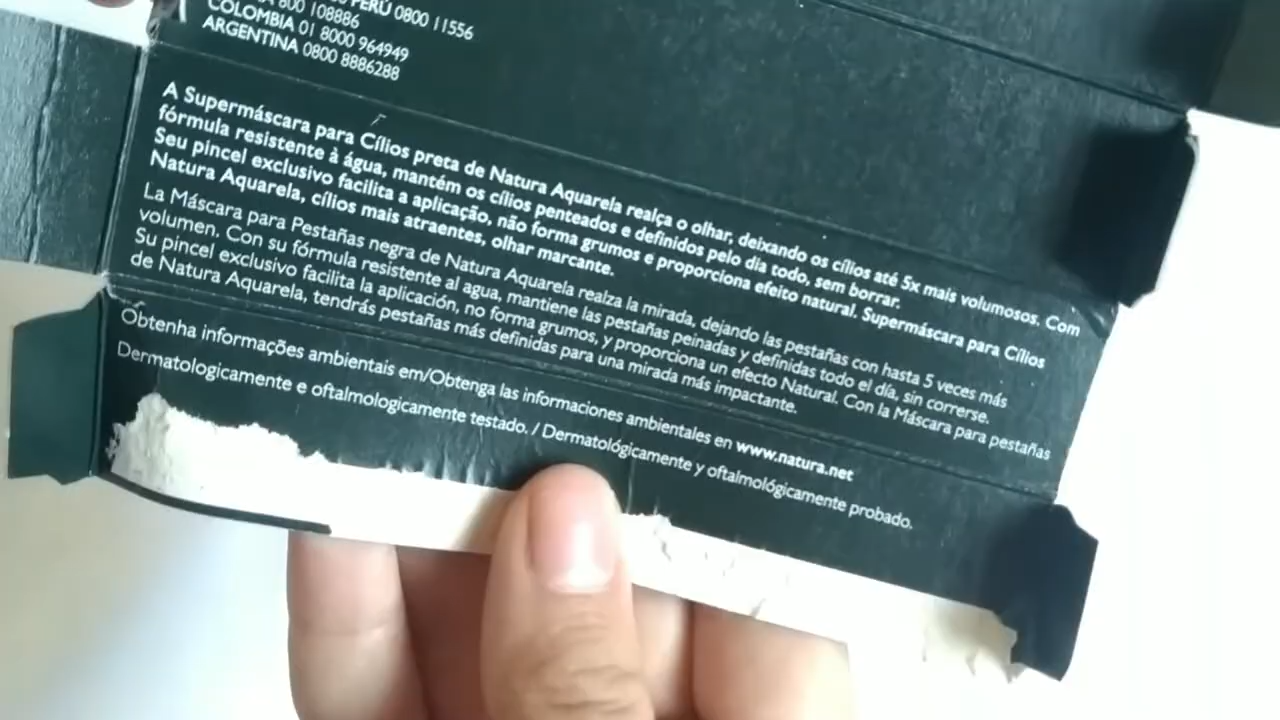 PERÚ 0800 11556
800 108886
COLOMBIA 01 8000 964949
ARGENTINA 0800 8886288
A Supermáscara para Cílios preta de Natura Aquarela realça o olhar, deixando os cílios até 5x mais volumosos. Com
fórmula resistente à água, mantém os cílios penteados e definidos pelo dia todo, sem borrar.
Seu pincel exclusivo facilita a aplicação, não forma grumos e proporciona efeito natural. Supermáscara para Cílios
Natura Aquarela, cílios mais atraentes, olhar marcante.
La Máscara para Pestañas negra de Natura Aquarela realza la mirada, dejando las pestañas con hasta 5 veces más
volumen. Con su fórmula resistente al agua, mantiene las pestañas peinadas y definidas todo el día, sin correrse.
Su pincel exclusivo facilita la aplicación, no forma grumos, y proporciona un efecto Natural. Con la Máscara para pestañas
de Natura Aquarela, tendrás pestañas más definidas para una mirada más impactante.
Obtenha informações ambientais em/Obtenga las informaciones ambientales en www.natura.net
Dermatologicamente e oftalmologicamente testado. / Dermatológicamente y oftalmológicamente probado.